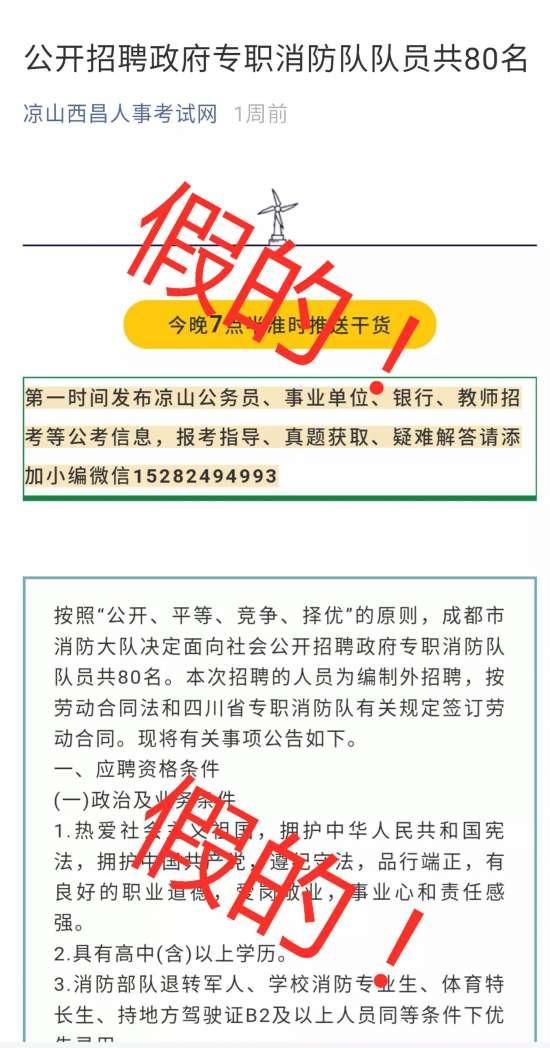 公开招聘政府专职消防队队员共80名
凉山西昌人事考试网 1周前
假的！
今晚7点半准时推送干货
第一时间发布凉山公务员、事业单位、银行、教师招
考等公考信息，报考指导、真题获取、疑难解答请添
加小编微信15282494993
按照“公开、平等、竞争、择优”的原则，成都市
消防大队决定面向社会公开招聘政府专职消防队
队员共80名。本次招聘的人员为编制外招聘，按
劳动合同法和四川省专职消防队有关规定签订劳
动合同。现将有关事项公告如下。
一、应聘资格条件
(一)政治及业务条件
1.热爱社会主义祖国，拥护中华人民共和国宪
法，拥护中国共产党，遵纪守法，品行端正，有
良好的职业道德，爱岗敬业，事业心和责任感
强。
假的！
2.具有高中(含)以上学历。
3.消防部队退转军人、学校消防专业生、体育特
长生、持地方驾驶证B2及以上人员同等条件下优